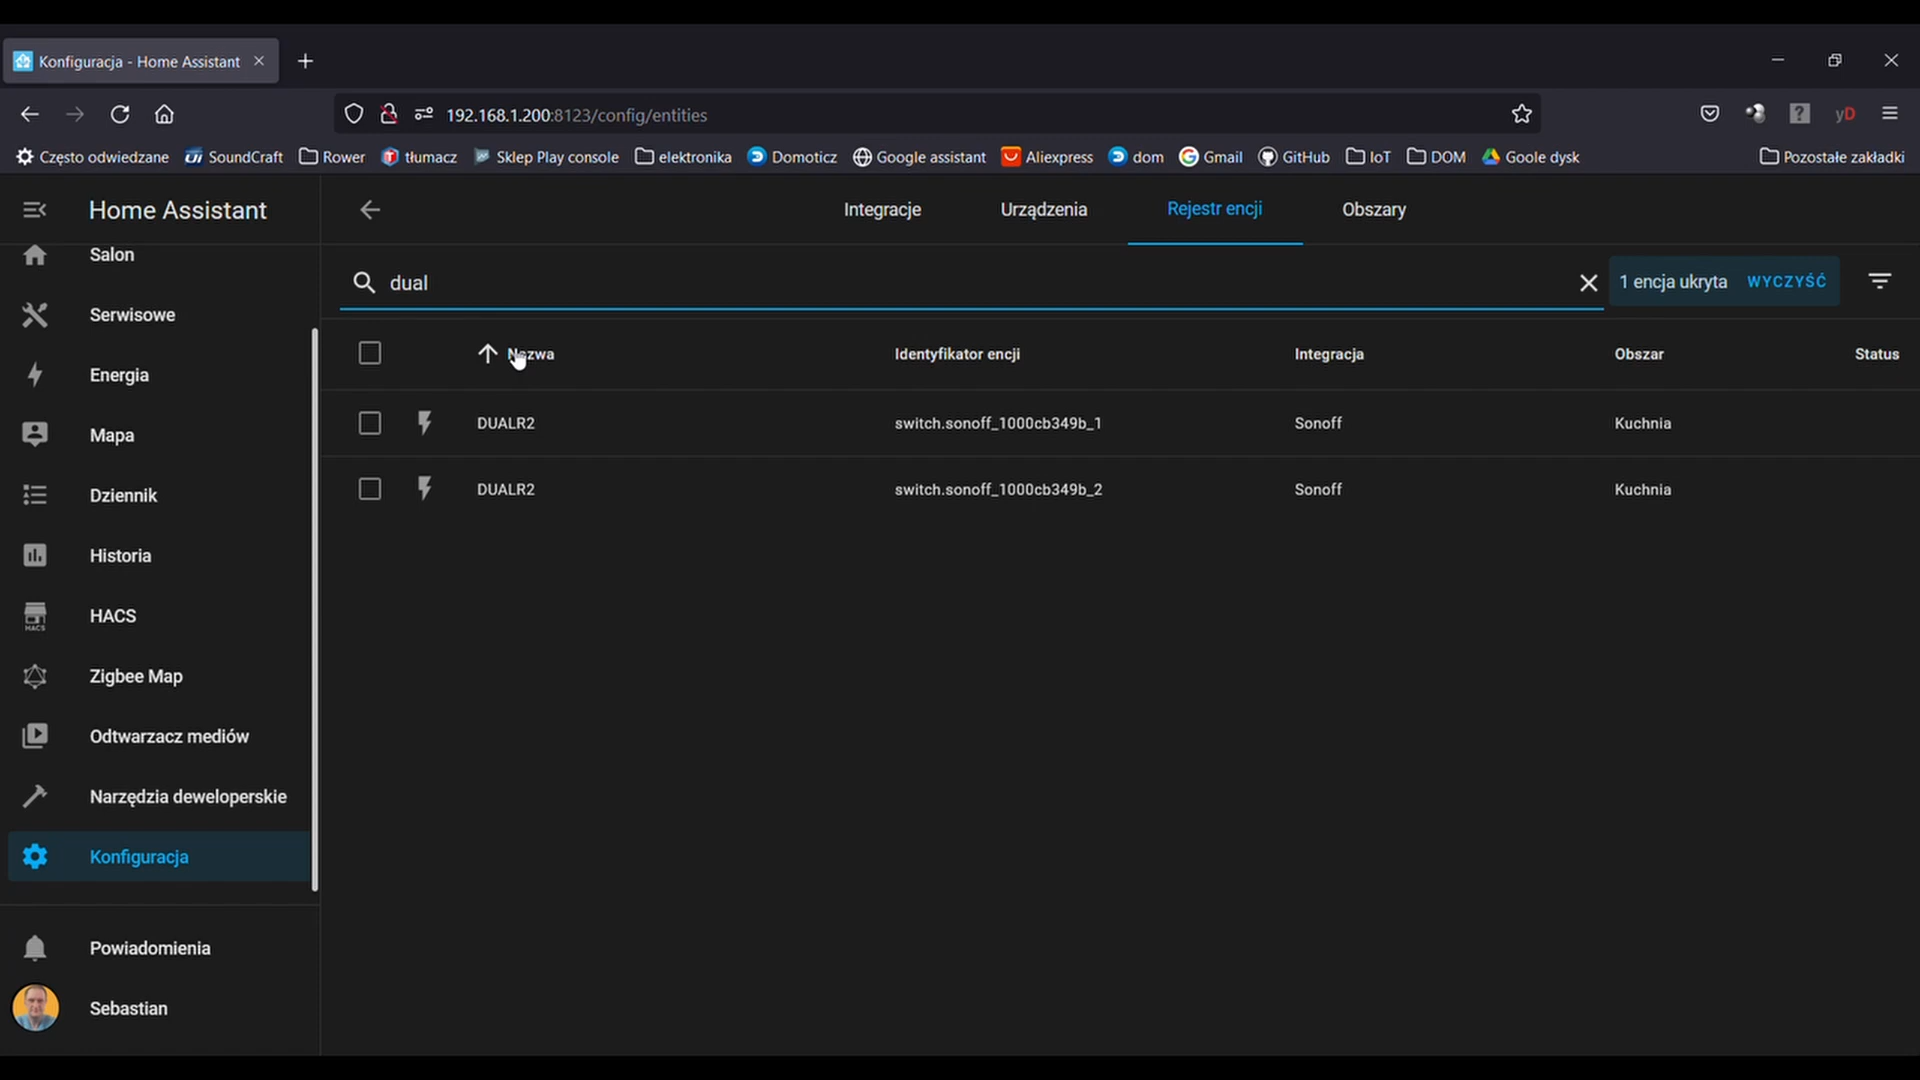 Konfiguracja - Home Assistant
192.168.1.200:8123/config/entities
yD
Często odwiedzane SoundCraft Rower tłumacz Sklep Play console elektronika Domoticz Google assistant Aliexpress dom Gmail GitHub IoT DOM Goole dysk Pozostałe zakładki
Home Assistant
Integracje Urządzenia Rejestr encji Obszary
Salon
Serwisowe
Energia
Mapa
Dziennik
Historia
HACS
HACS
Zigbee Map
Odtwarzacz mediów
Narzędzia deweloperskie
Konfiguracja
Powiadomienia
Sebastian
dual
1 encja ukryta WYCZYŚĆ
Nazwa Identyfikator encji Integracja Obszar Status
DUALR2 switch.sonoff_1000cb349b_1 Sonoff Kuchnia
DUALR2 switch.sonoff_1000cb349b_2 Sonoff Kuchnia